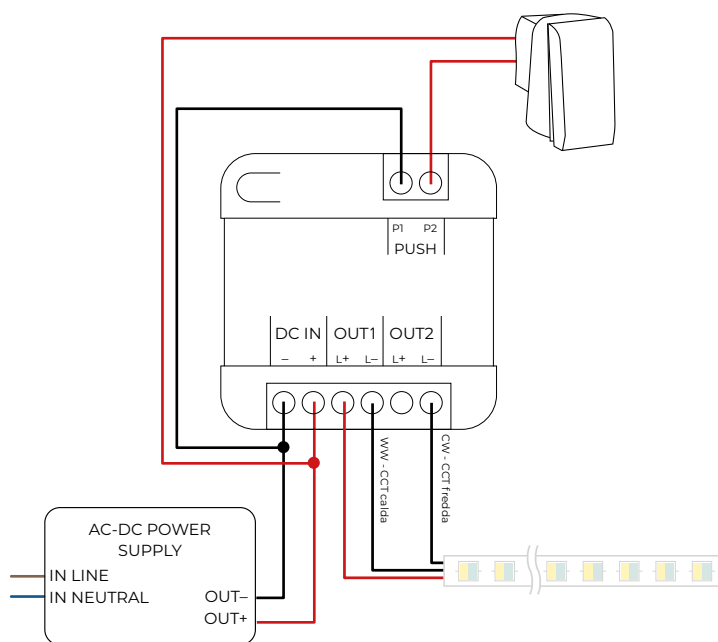 P1 P2
PUSH
DC IN OUT1 OUT2
– + L+ L– L+ L–
WW - CCT calda
CW - CCT fredda
AC-DC POWER
SUPPLY
IN LINE
IN NEUTRAL
OUT–
OUT+